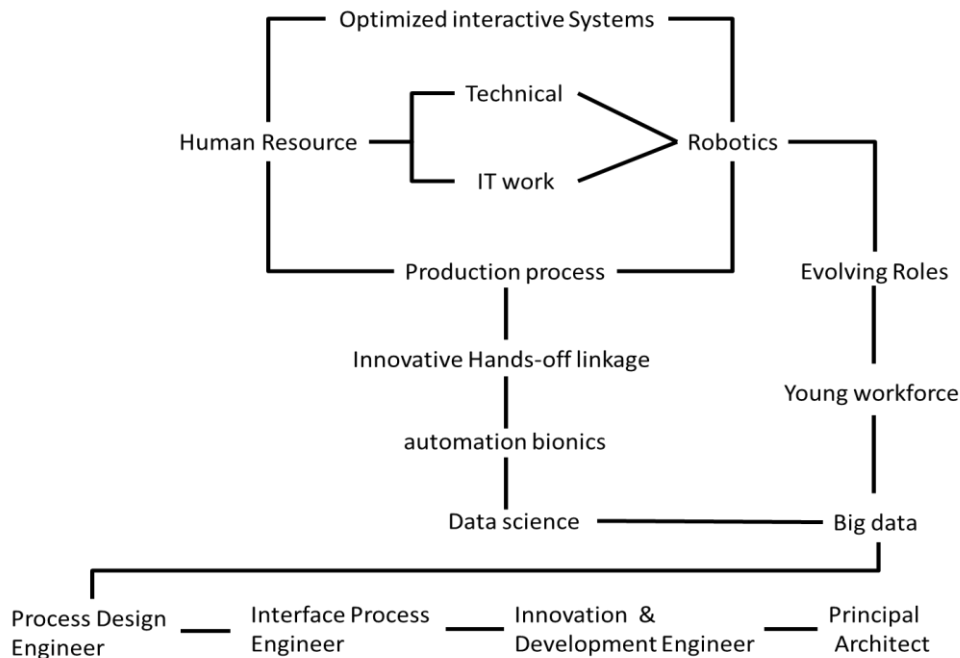 Optimized interactive Systems
Technical
Human Resource
Robotics
IT work
Production process
Evolving Roles
Innovative Hands-off linkage
Young workforce
automation bionics
Data science
Big data
Process Design
Engineer
Interface Process
Engineer
Innovation &
Development Engineer
Principal
Architect